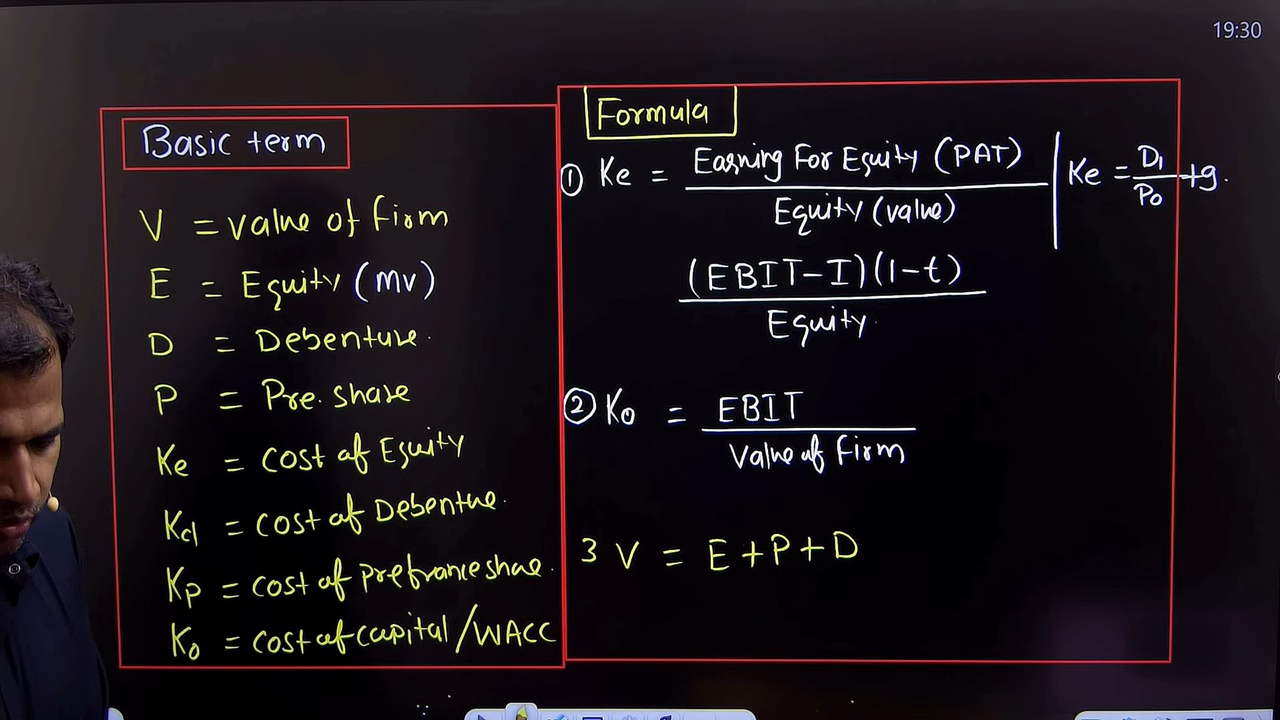 19:30
Basic term
V = value of firm
E = Equity (mv)
D = Debenture.
P = Pre. share
Ke = cost of Equity
Kd = cost of Debenture.
Kp = cost of prefrance share.
Ko = cost of capital /WACC
Formula
① Ke = Earning For Equity (PAT) / Equity (value) | Ke = D1 / P0 + g.
(EBIT-I)(1-t) / Equity.
② Ko = EBIT / Value of Firm
3 V = E+P+D